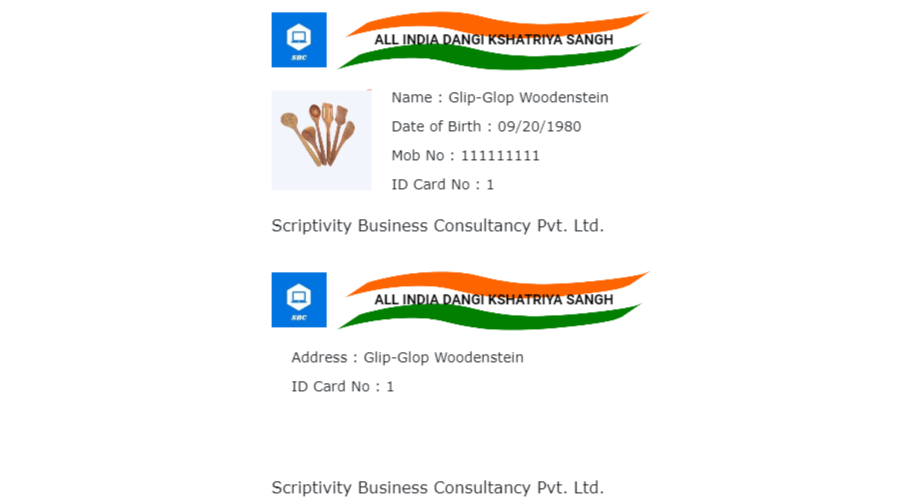 SBC
ALL INDIA DANGI KSHATRIYA SANGH
Name : Glip-Glop Woodenstein
Date of Birth : 09/20/1980
Mob No : 111111111
ID Card No : 1
Scriptivity Business Consultancy Pvt. Ltd.
SBC
ALL INDIA DANGI KSHATRIYA SANGH
Address : Glip-Glop Woodenstein
ID Card No : 1
Scriptivity Business Consultancy Pvt. Ltd.